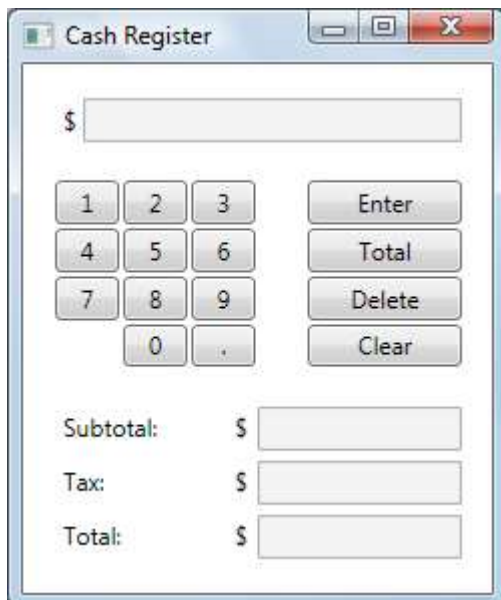 Cash Register
$
1 2 3 Enter
4 5 6 Total
7 8 9 Delete
0 . Clear
Subtotal: $
Tax: $
Total: $